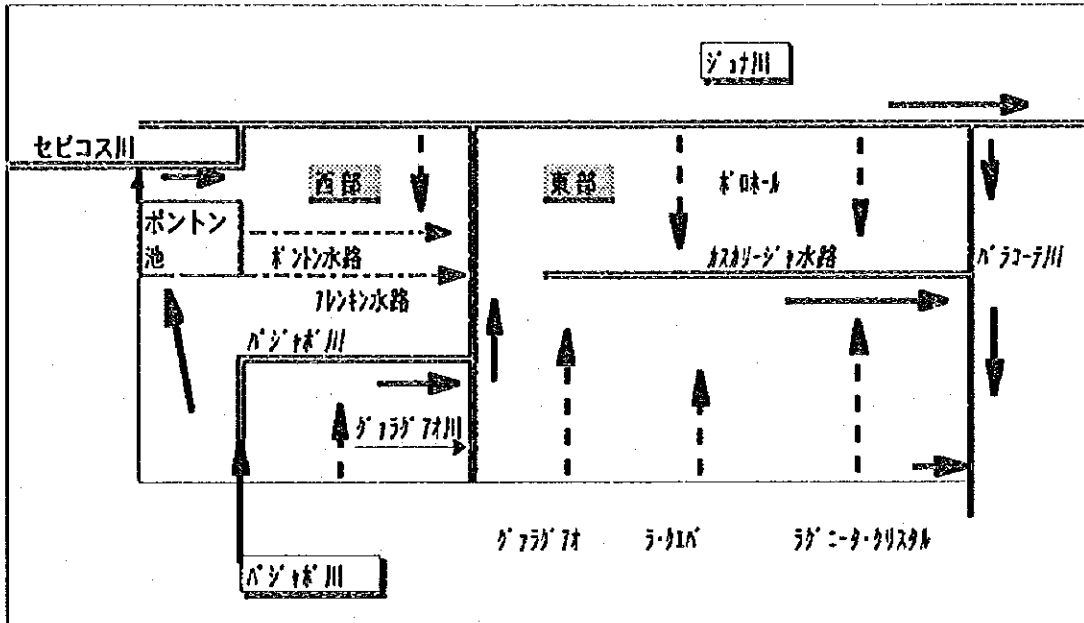 ジョナ川
セビコス川
西部
東部
ボロホール
ポントン
池
ポントン水路
カスカリージャ水路
バラコーテ川
フレンキン水路
パジャボ川
グァラグアオ川
グァラグアオ
ラ・クエバ
ラグニータ・クリスタル
パジャボ川